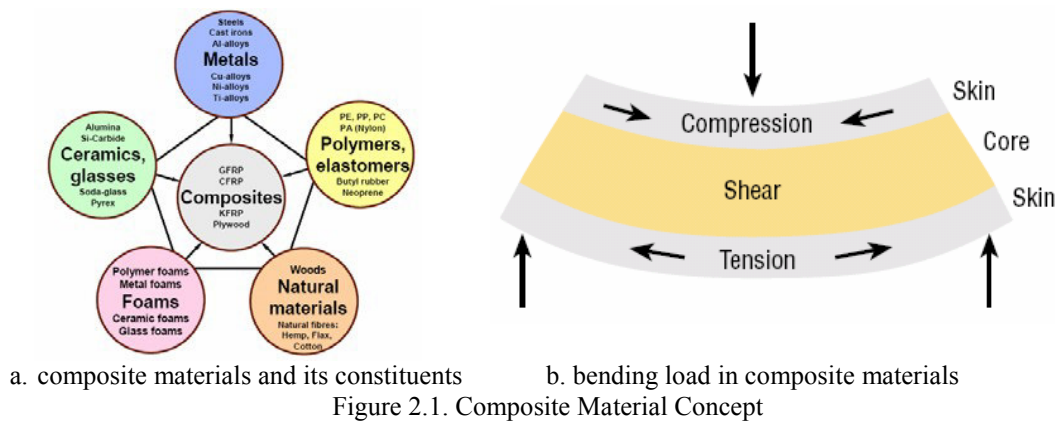 Steels
Cast irons
Al-alloys
Metals
Cu-alloys
Ni-alloys
Ti-alloys
Alumina
Si-Carbide
Ceramics,
glasses
Soda-glass
Pyrex
PE, PP, PC
PA (Nylon)
Polymers,
elastomers
Butyl rubber
Neoprene
GFRP
CFRP
Composites
KFRP
Plywood
Polymer foams
Metal foams
Foams
Ceramic foams
Glass foams
Woods
Natural
materials
Natural fibres:
Hemp, Flax,
Cotton
Compression
Skin
Core
Shear
Skin
Tension
a. composite materials and its constituents
b. bending load in composite materials
Figure 2.1. Composite Material Concept